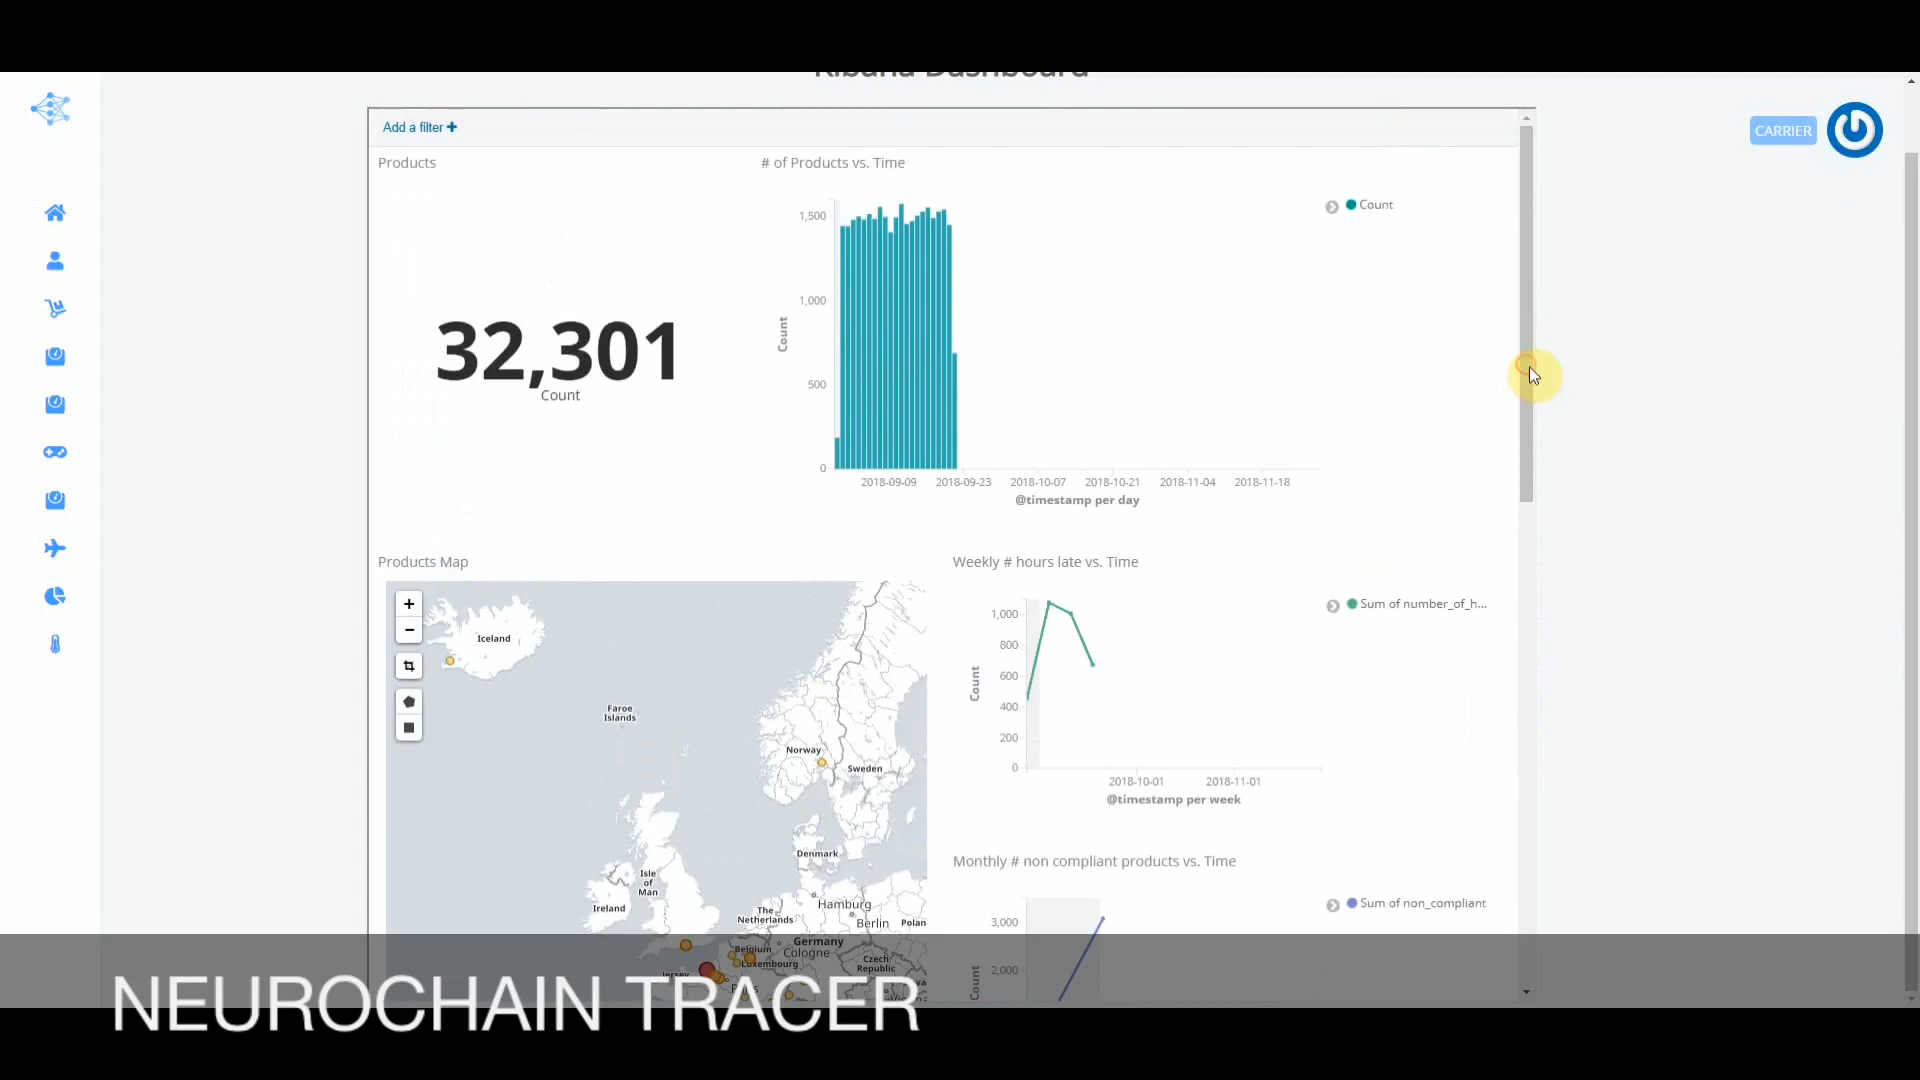 Kibana Dashboard
CARRIER
Add a filter +
Products
# of Products vs. Time
32,301
Count
1,500
1,000
500
0
Count
2018-09-09
2018-09-23
2018-10-07
2018-10-21
2018-11-04
2018-11-18
@timestamp per day
Count
Products Map
+
−
Iceland
Faroe
Islands
Norway
Sweden
Denmark
Isle
of
Man
Ireland
The
Netherlands
Hamburg
Berlin
Polan
Belgium
Germany
Cologne
Luxembourg
Czech
Republic
Jersey
Weekly # hours late vs. Time
1,000
800
600
400
200
0
Count
2018-10-01
2018-11-01
@timestamp per week
Sum of number_of_h...
Monthly # non compliant products vs. Time
3,000
2,000
Count
Sum of non_compliant
NEUROCHAIN TRACER